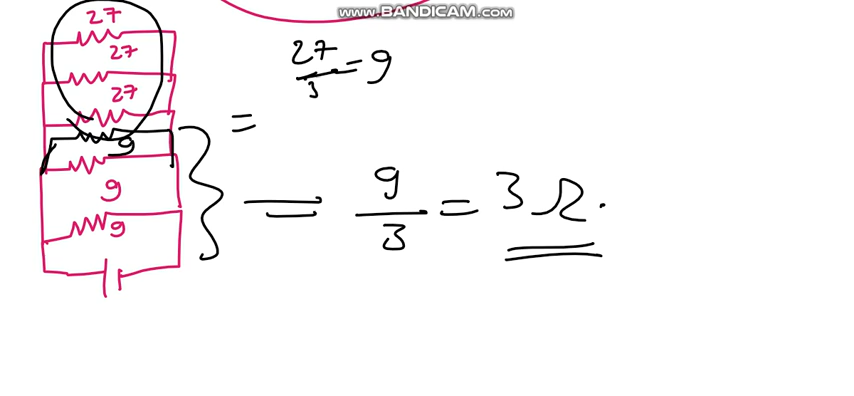 WWW.BANDICAM.COM
27
27
27
9
9
9
27/3 = 9
=
= 9/3 = 3 Ω.